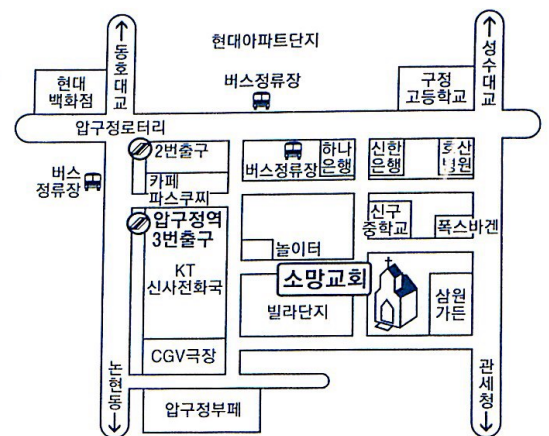 현대아파트단지
동호대교
성수대교
현대
백화점
버스정류장
구정
고등학교
압구정로터리
2번출구
버스정류장
하나
은행
신한
은행
호산
병원
버스
정류장
카페
파스쿠찌
압구정역
3번출구
신구
중학교
폭스바겐
놀이터
KT
신사전화국
소망교회
빌라단지
삼원
가든
CGV극장
논현동
관세청
압구정부페